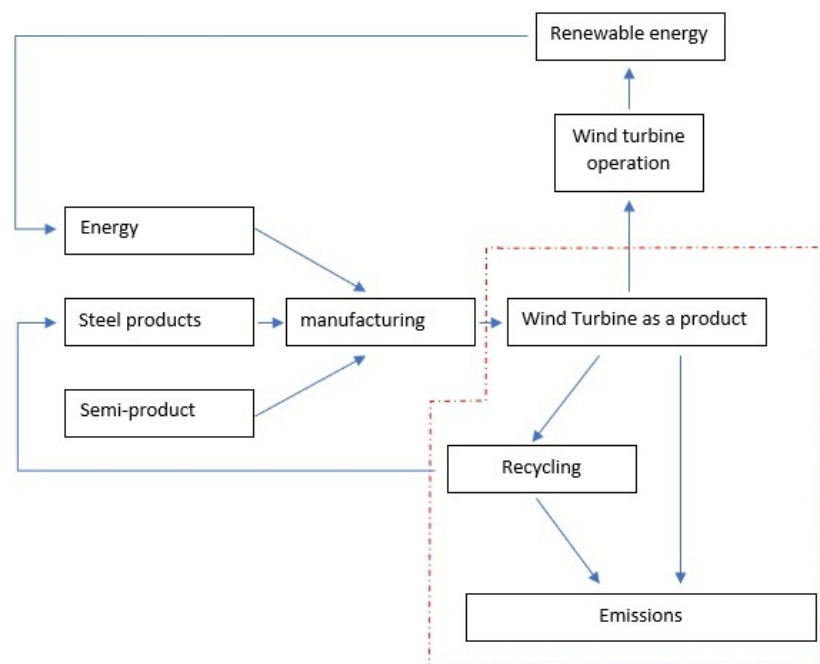 Renewable energy
Wind turbine
operation
Energy
Steel products
manufacturing
Wind Turbine as a product
Semi-product
Recycling
Emissions